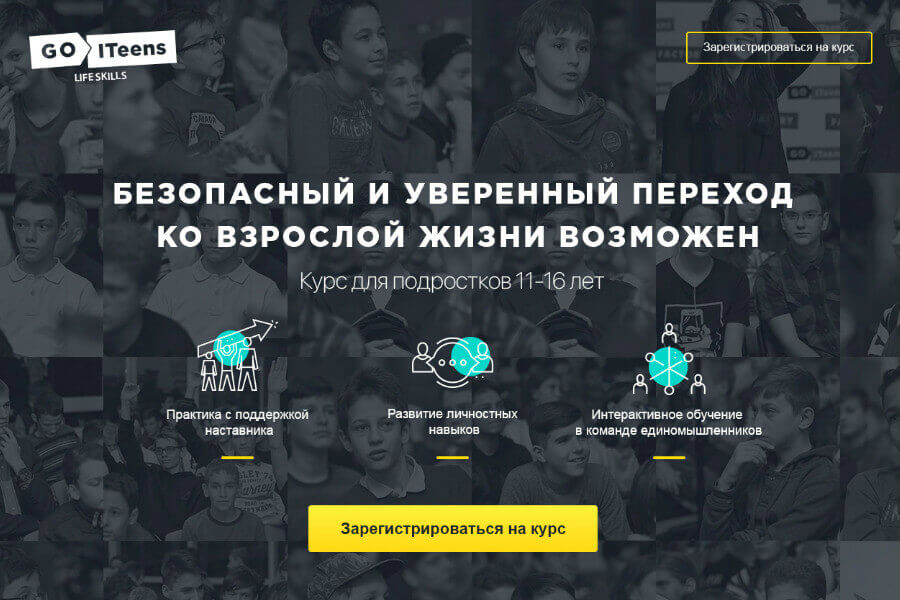 GO ITeens
LIFE SKILLS
Зарегистрироваться на курс
БЕЗОПАСНЫЙ И УВЕРЕННЫЙ ПЕРЕХОД
КО ВЗРОСЛОЙ ЖИЗНИ ВОЗМОЖЕН
Курс для подростков 11-16 лет
Практика с поддержкой
наставника
Развитие личностных
навыков
Интерактивное обучение
в команде единомышленников
Зарегистрироваться на курс